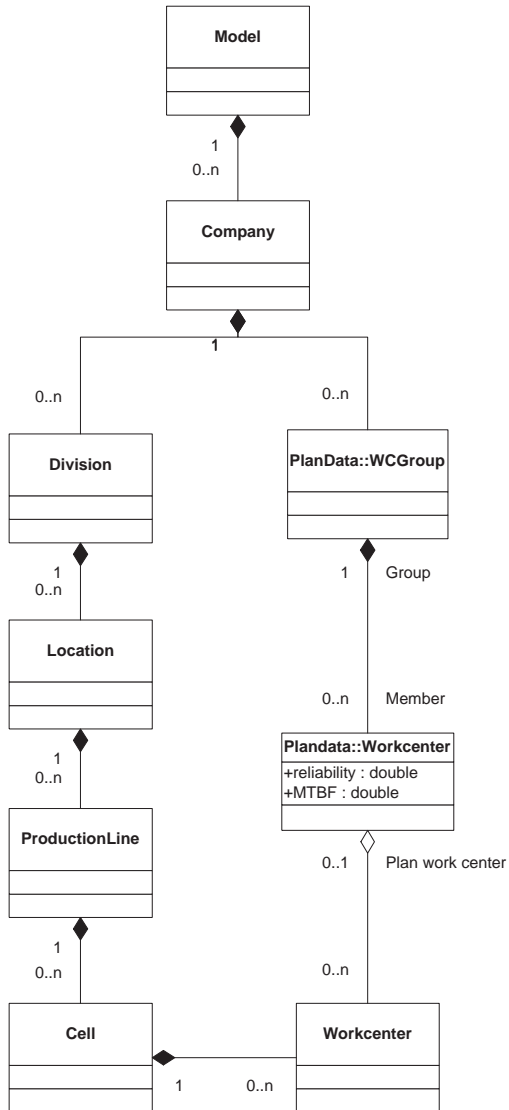 Model
1
0..n
Company
1
0..n
0..n
Division
PlanData::WCGroup
1
0..n
1 Group
Location
0..n Member
1
0..n
Plandata::Workcenter
+reliability : double
+MTBF : double
ProductionLine
0..1 Plan work center
1
0..n
0..n
Cell
Workcenter
1
0..n